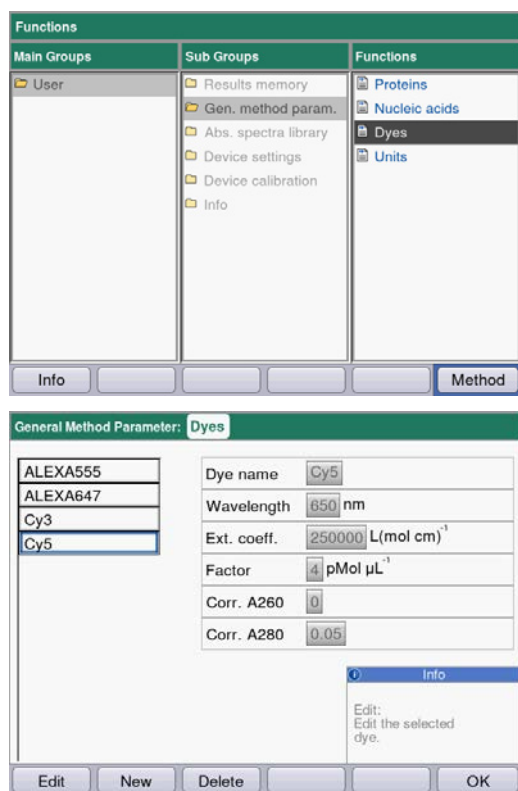 Functions
Main Groups Sub Groups Functions
User Results memory Proteins
Gen. method param. Nucleic acids
Abs. spectra library Dyes
Device settings Units
Device calibration
Info
Info Method
General Method Parameter: Dyes
ALEXA555 Dye name Cy5
ALEXA647 Wavelength 650 nm
Cy3 Ext. coeff. 250000 L(mol cm)⁻¹
Cy5 Factor 4 pMol µL⁻¹
Corr. A260 0
Corr. A280 0.05
Info
Edit:
Edit the selected
dye.
Edit New Delete OK